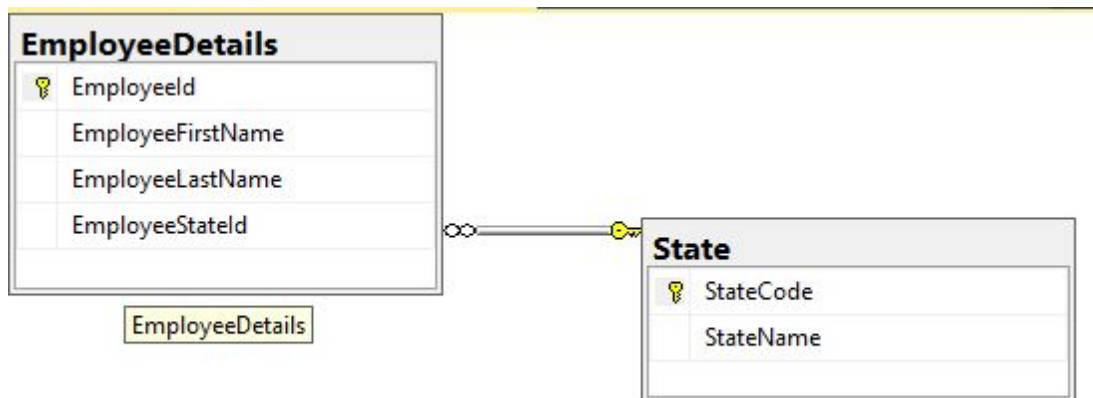 EmployeeDetails
EmployeeId
EmployeeFirstName
EmployeeLastName
EmployeeStateId
EmployeeDetails
State
StateCode
StateName